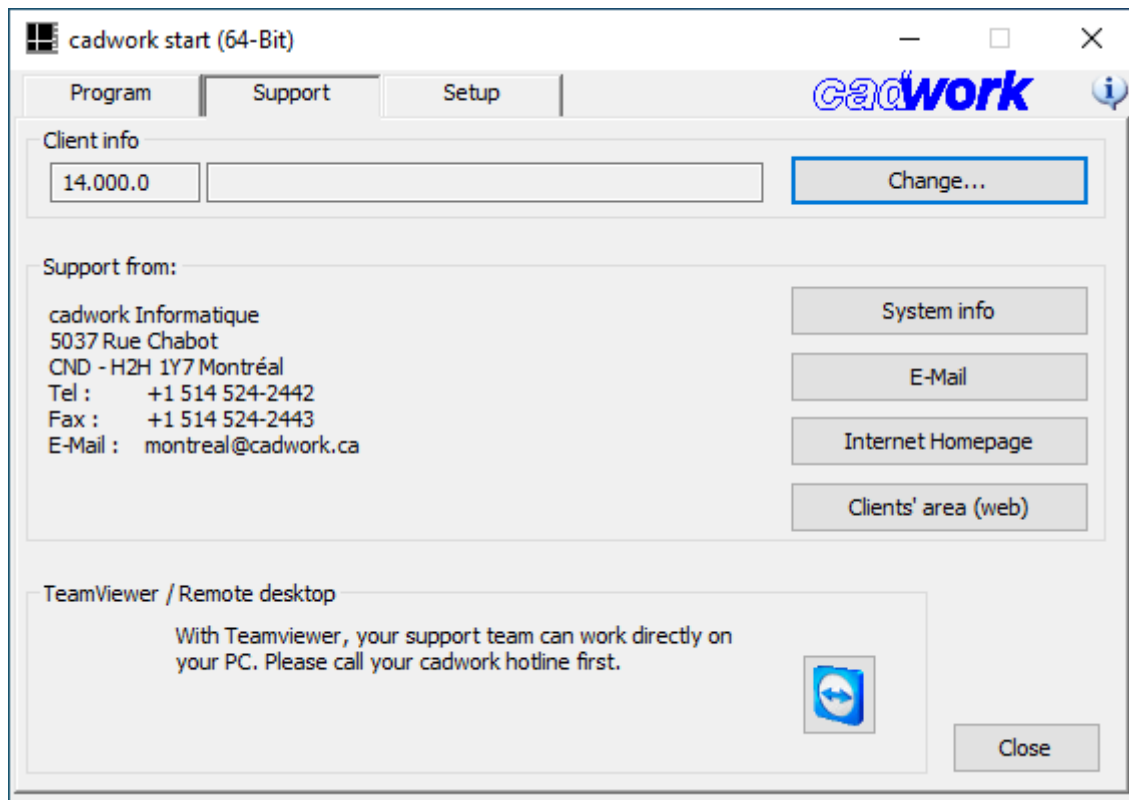 cadwork start (64-Bit)
Program Support Setup cadwork
Client info
14.000.0 Change...
Support from:
cadwork Informatique
5037 Rue Chabot
CND - H2H 1Y7 Montréal
Tel : +1 514 524-2442
Fax : +1 514 524-2443
E-Mail : montreal@cadwork.ca
System info
E-Mail
Internet Homepage
Clients' area (web)
TeamViewer / Remote desktop
With Teamviewer, your support team can work directly on
your PC. Please call your cadwork hotline first.
Close